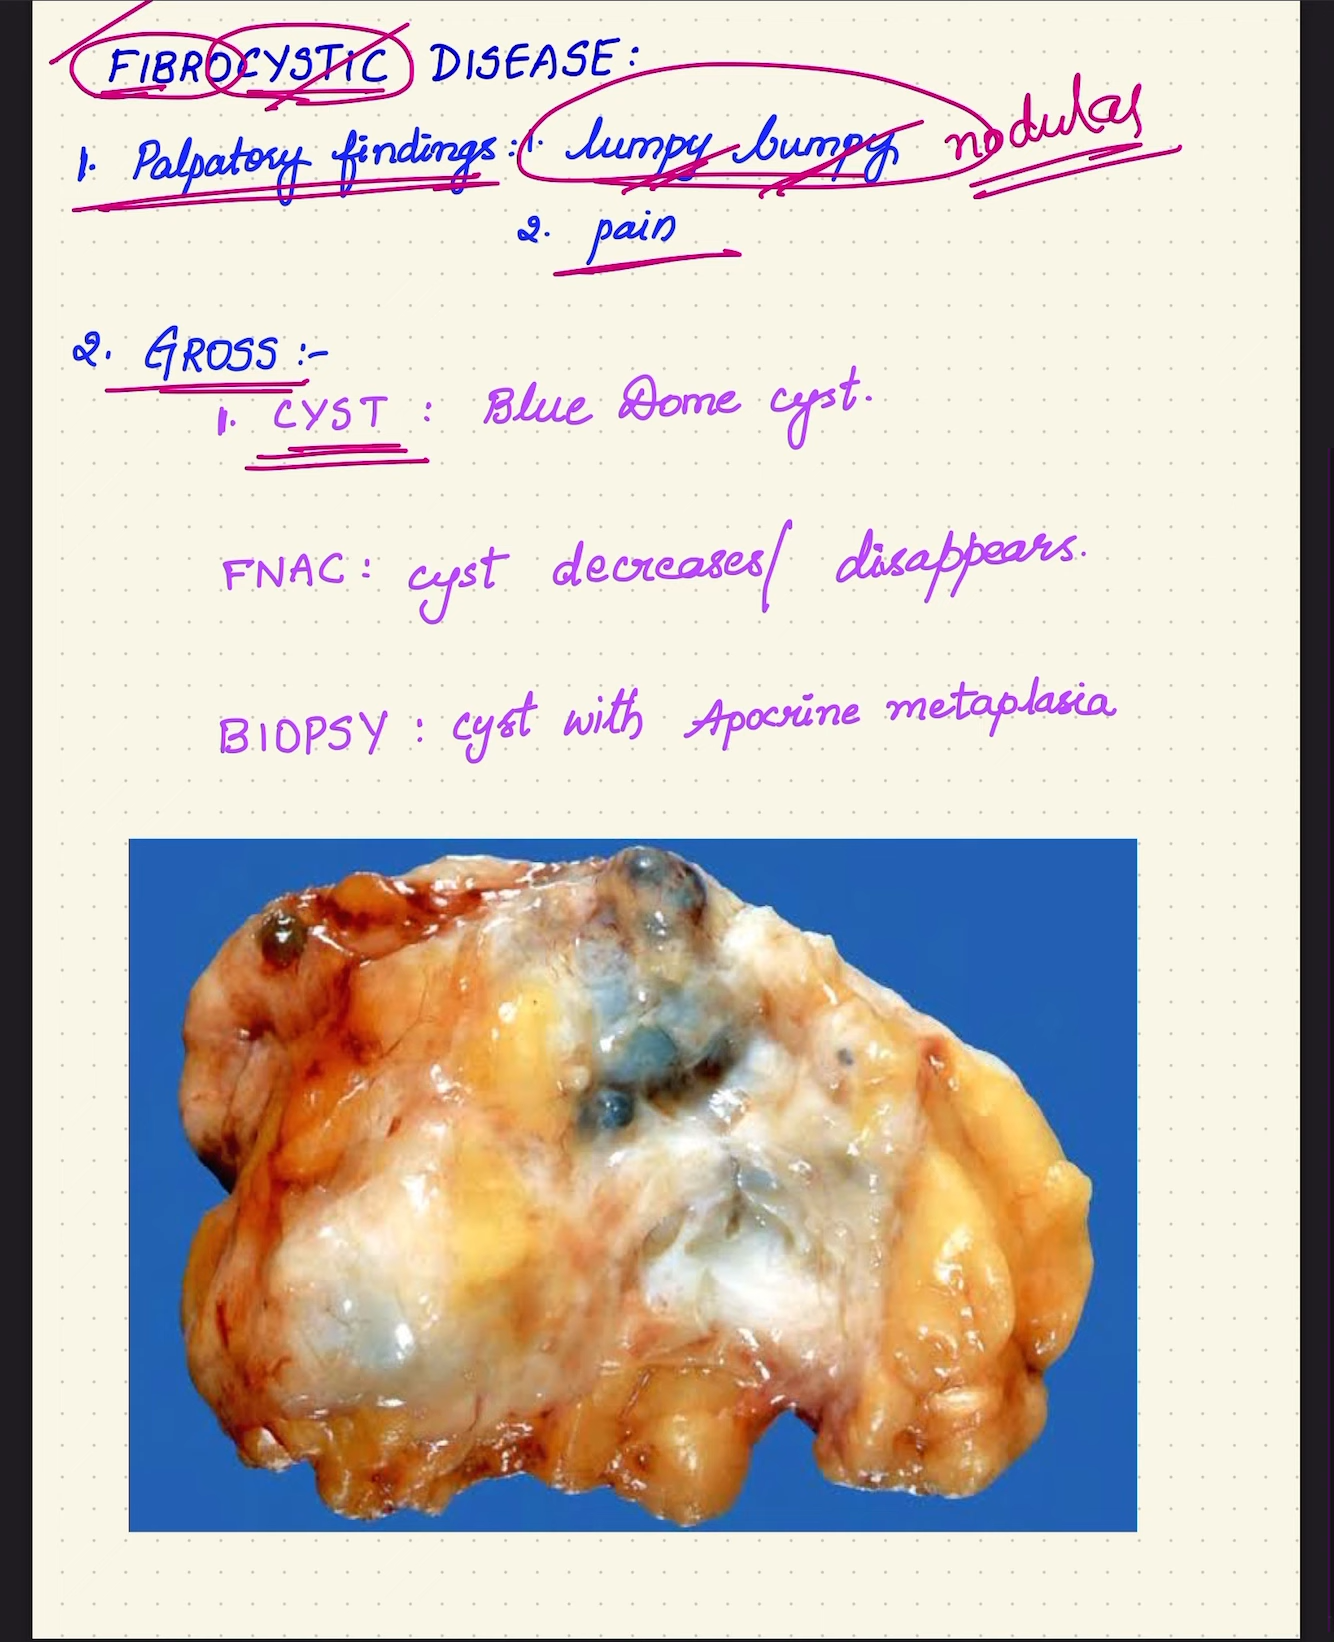 FIBROCYSTIC DISEASE:
1. Palpatory findings: 1. lumpy bumpy nodular
2. pain
2. GROSS :-
1. CYST : Blue Dome cyst.
FNAC: cyst decreases/ disappears.
BIOPSY : cyst with Apocrine metaplasia